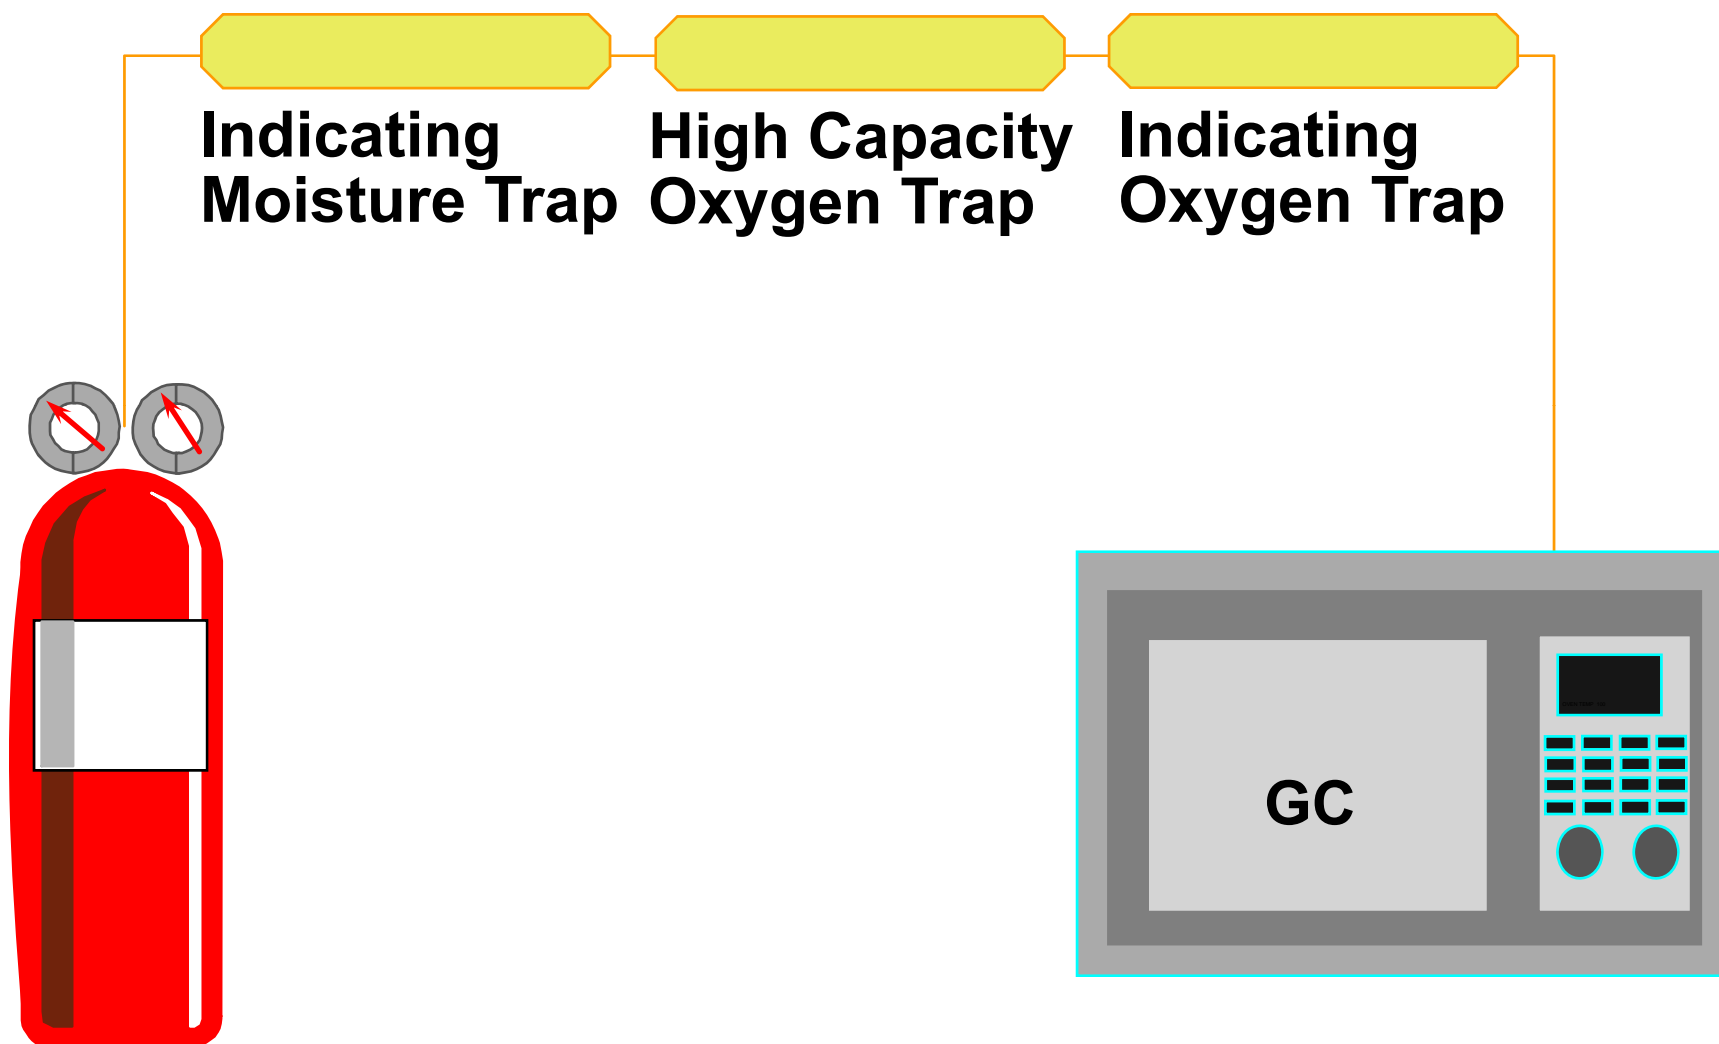 Indicating
Moisture Trap
High Capacity
Oxygen Trap
Indicating
Oxygen Trap
GC